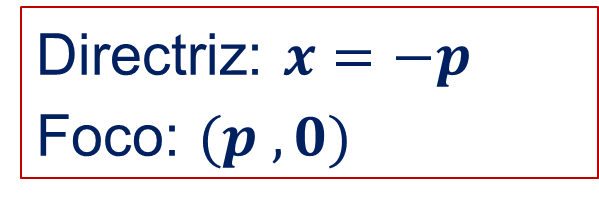 Directriz: x = −p
Foco: (p , 0)